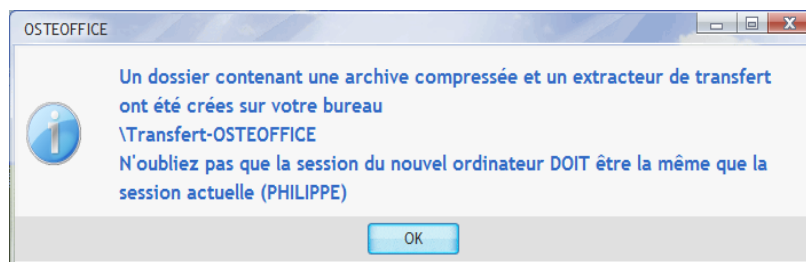 OSTEOFFICE
Un dossier contenant une archive compressée et un extracteur de transfert
ont été crées sur votre bureau
\Transfert-OSTEOFFICE
N'oubliez pas que la session du nouvel ordinateur DOIT être la même que la
session actuelle (PHILIPPE)
OK